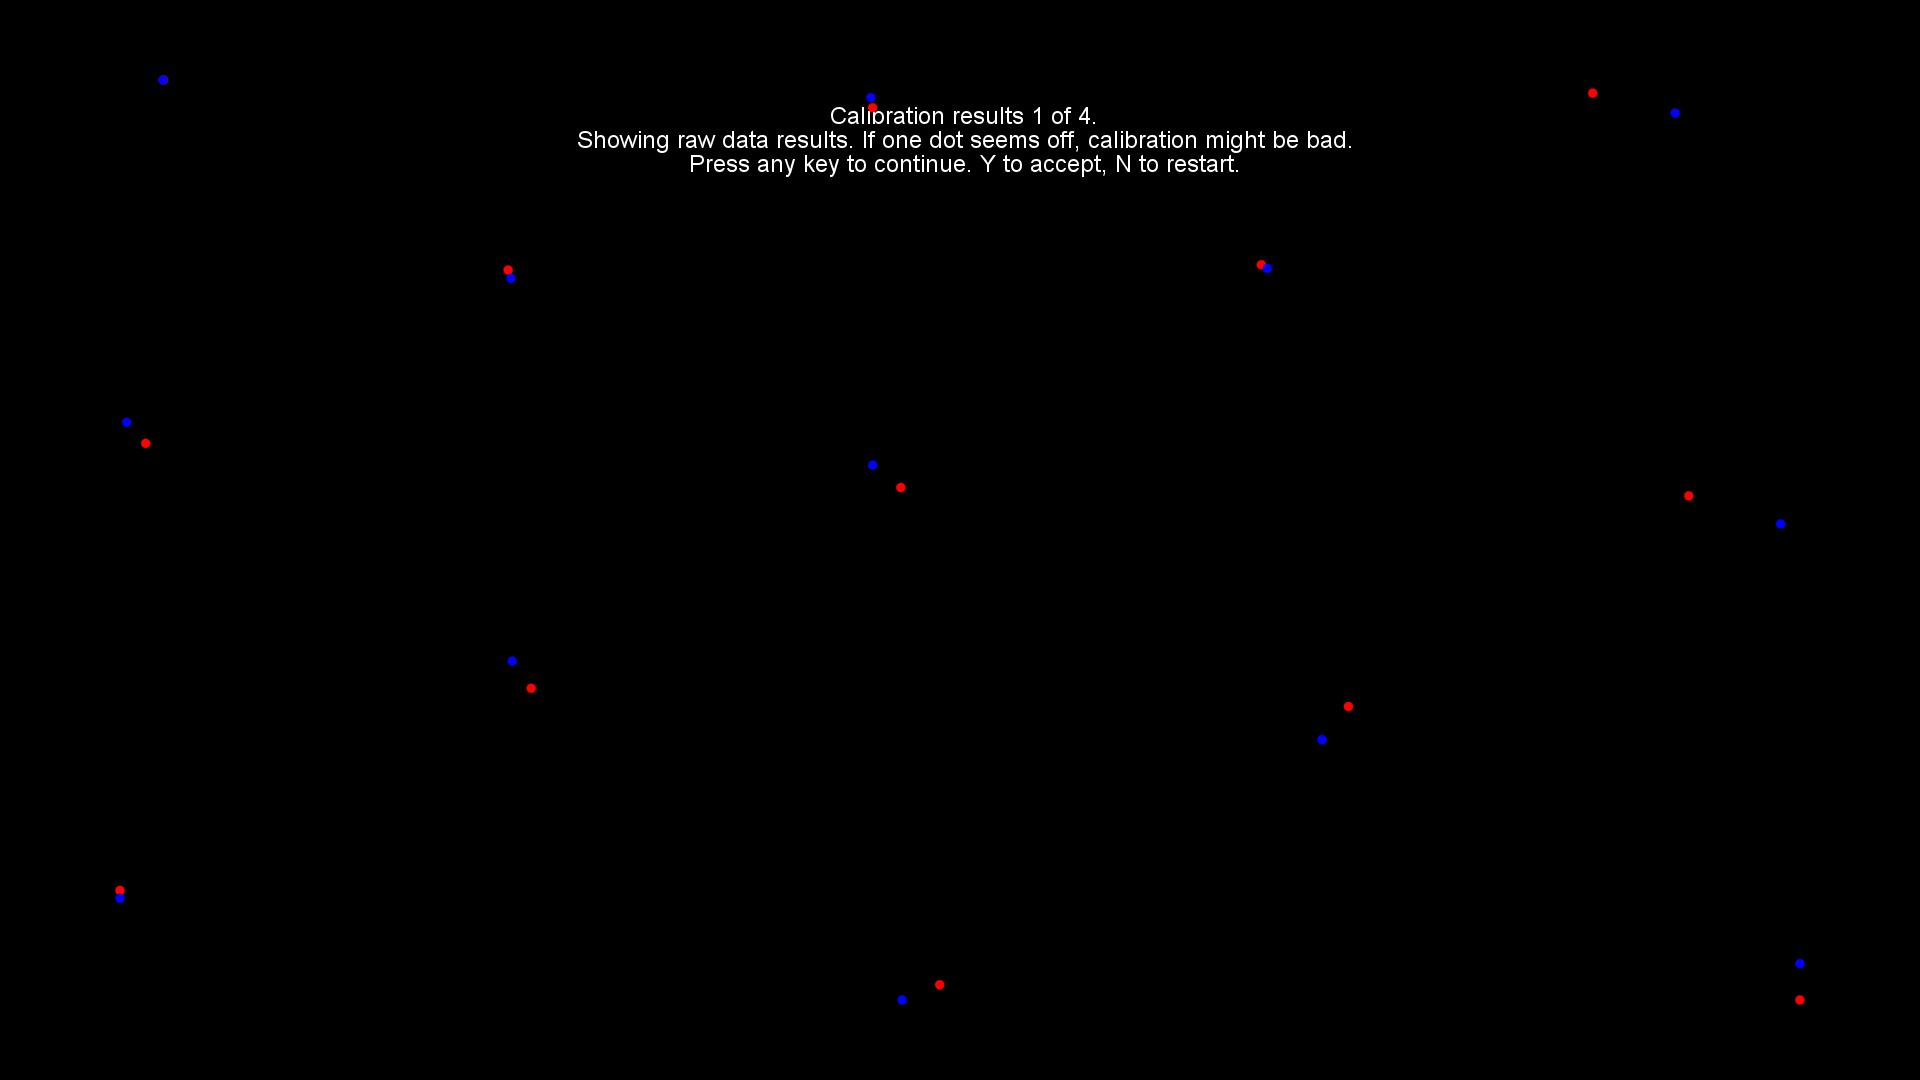 Calibration results 1 of 4.
Showing raw data results. If one dot seems off, calibration might be bad.
Press any key to continue. Y to accept, N to restart.